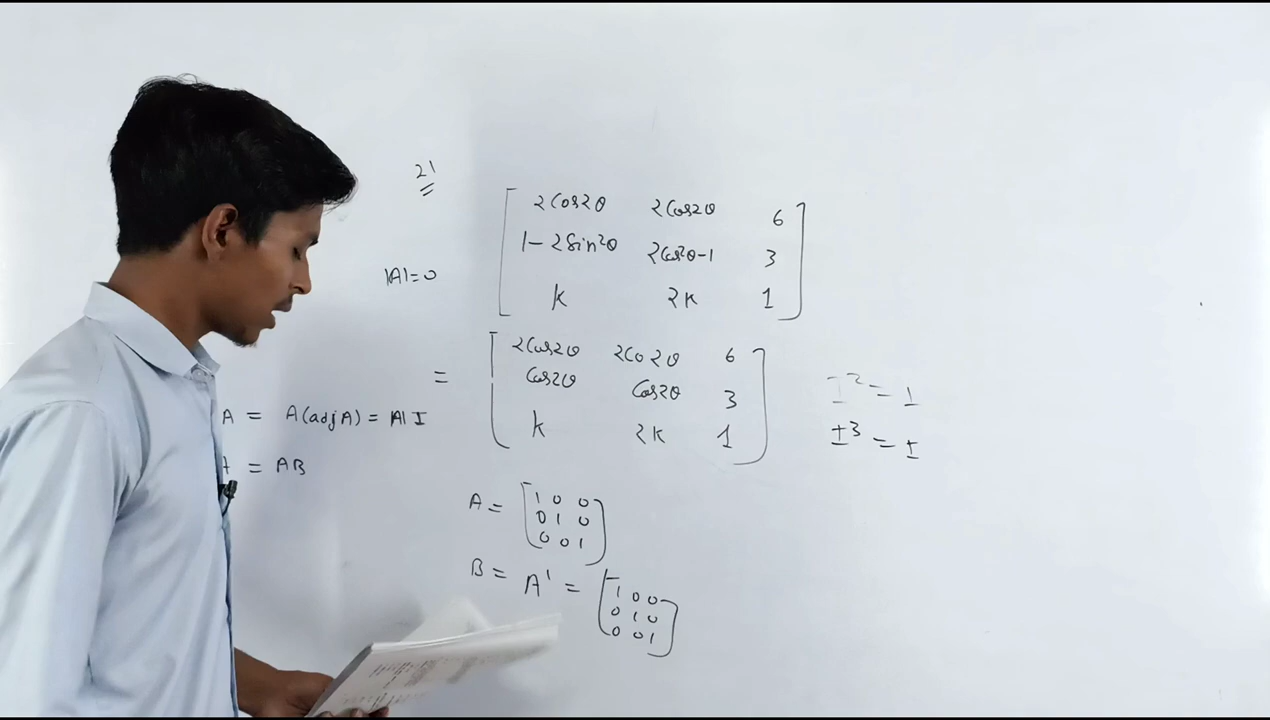 21
2Cos2θ 2Cos2θ 6
1-2Sin²θ 2Cos²θ-1 3
|A|=0
k 2k 1
2Cos2θ 2Co2θ 6
=
Cos2θ Cos2θ 3
k 2k 1
I² = I
I³ = I
A = A(adjA) = |A|I
A = AB
A = 1 0 0
0 1 0
0 0 1
B = A' = 1 0 0
0 1 0
0 0 1